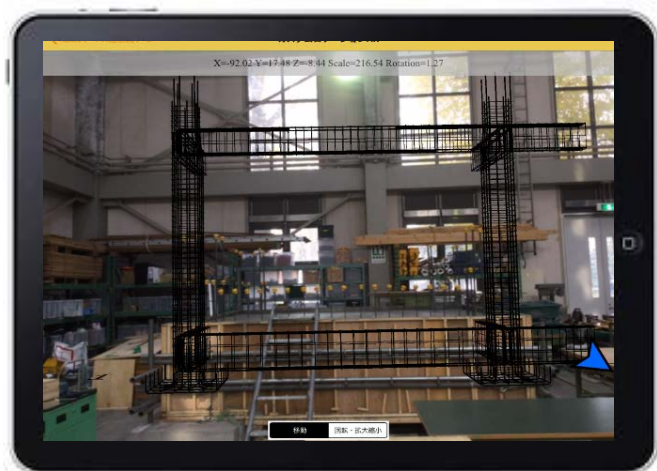 X=-92.02 Y=17.48 Z=-8.44 Scale=216.54 Rotation=1.27
移動 回転・拡大縮小